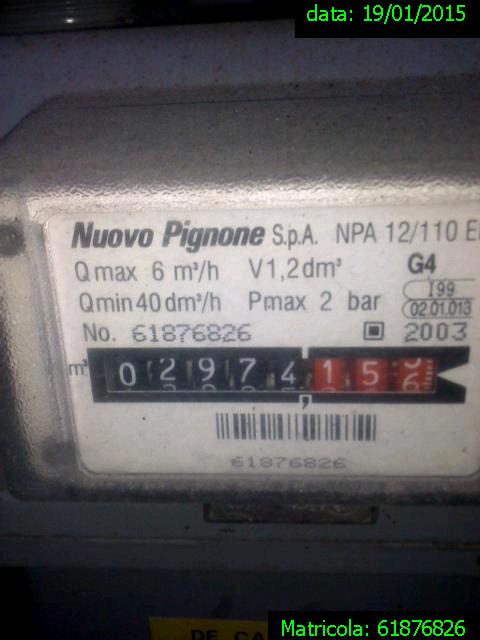 data: 19/01/2015
Nuovo Pignone S.p.A. NPA 12/110
Qmax 6 m³/h V1,2dm³ G4
Qmin 40 dm³/h Pmax 2 bar I99
02.01.013
No. 61876826 2003
m³ 0 2 9 7 4 , 1 5 6
61876826
DE CA
Matricola: 61876826